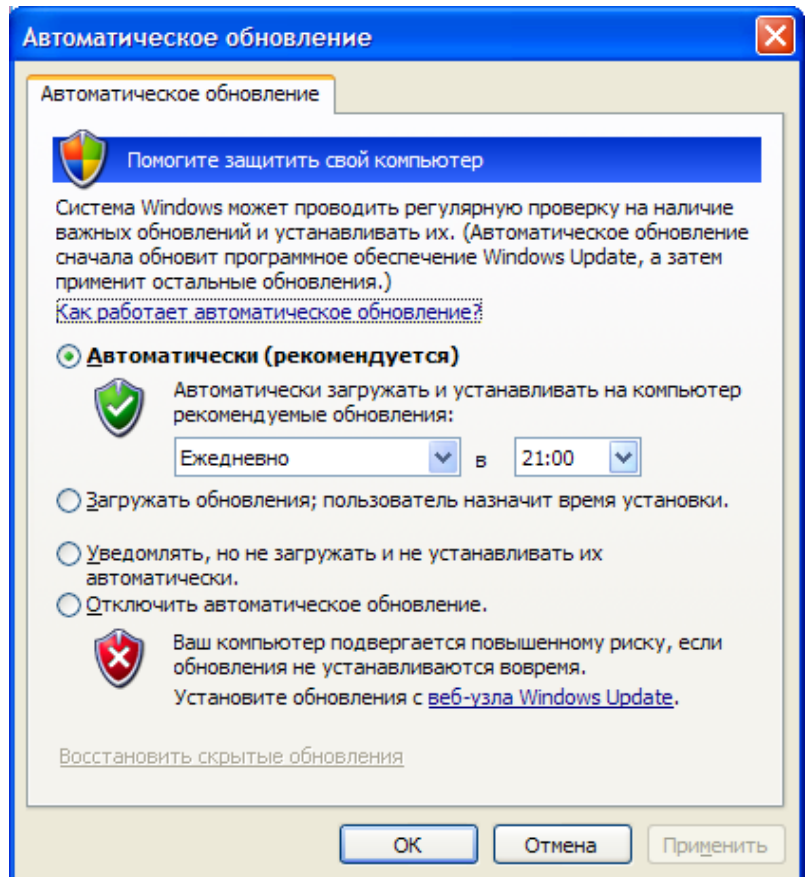 Автоматическое обновление
Автоматическое обновление
Помогите защитить свой компьютер
Система Windows может проводить регулярную проверку на наличие
важных обновлений и устанавливать их. (Автоматическое обновление
сначала обновит программное обеспечение Windows Update, а затем
применит остальные обновления.)
Как работает автоматическое обновление?
Автоматически (рекомендуется)
Автоматически загружать и устанавливать на компьютер
рекомендуемые обновления:
Ежедневно в 21:00
Загружать обновления; пользователь назначит время установки.
Уведомлять, но не загружать и не устанавливать их
автоматически.
Отключить автоматическое обновление.
Ваш компьютер подвергается повышенному риску, если
обновления не устанавливаются вовремя.
Установите обновления с веб-узла Windows Update.
Восстановить скрытые обновления
ОК Отмена Применить